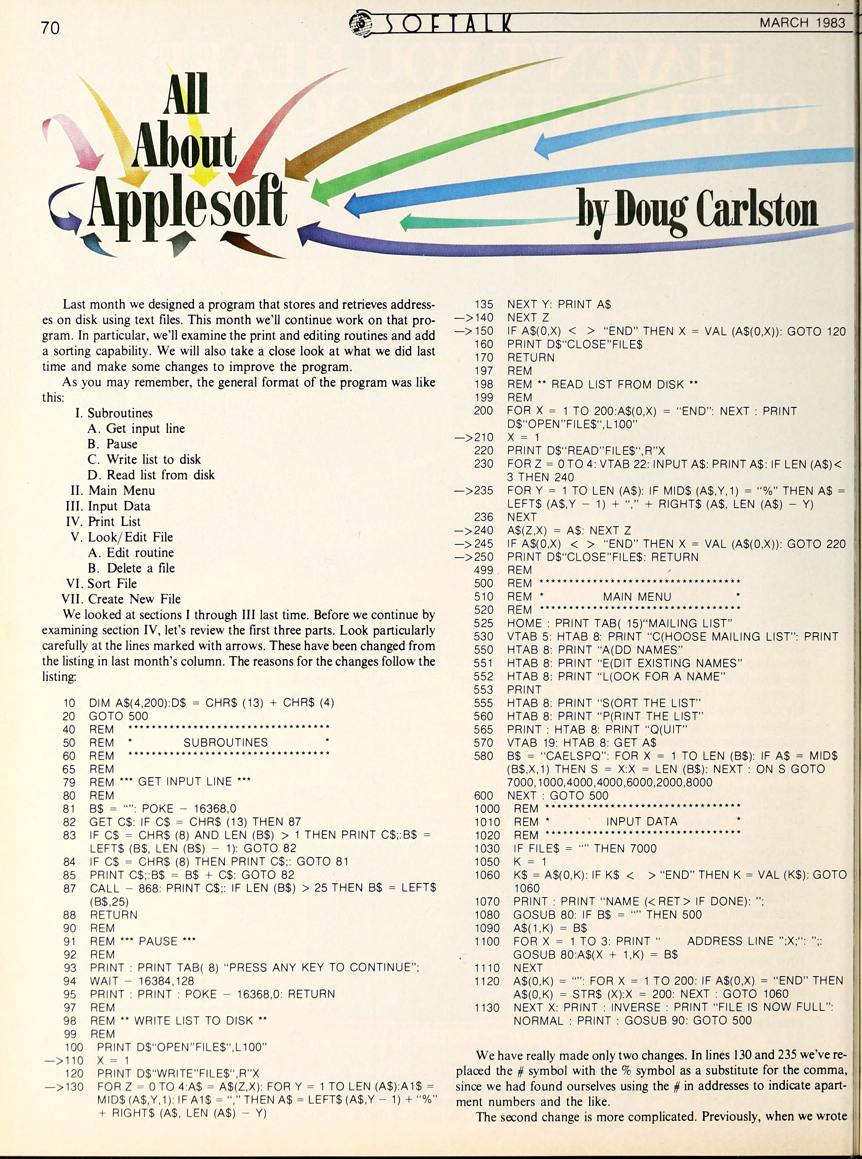 70
SOFTALK
MARCH 1983
All
About
Applesoft
by Doug Carlston
Last month we designed a program that stores and retrieves address-
es on disk using text files. This month we'll continue work on that pro-
gram. In particular, we'll examine the print and editing routines and add
a sorting capability. We will also take a close look at what we did last
time and make some changes to improve the program.
As you may remember, the general format of the program was like
this:
I. Subroutines
A. Get input line
B. Pause
C. Write list to disk
D. Read list from disk
II. Main Menu
III. Input Data
IV. Print List
V. Look/Edit File
A. Edit routine
B. Delete a file
VI. Sort File
VII. Create New File
We looked at sections I through III last time. Before we continue by
examining section IV, let's review the first three parts. Look particularly
carefully at the lines marked with arrows. These have been changed from
the listing in last month's column. The reasons for the changes follow the
listing:
10 DIM A$(4,200):D$ = CHR$ (13) + CHR$ (4)
20 GOTO 500
40 REM **********************************
50 REM * SUBROUTINES *
60 REM **********************************
65 REM
79 REM *** GET INPUT LINE ***
80 REM
81 B$ = "": POKE - 16368,0
82 GET C$: IF C$ = CHR$ (13) THEN 87
83 IF C$ = CHR$ (8) AND LEN (B$) > 1 THEN PRINT C$;:B$ =
LEFT$ (B$, LEN (B$) - 1): GOTO 82
84 IF C$ = CHR$ (8) THEN PRINT C$;: GOTO 81
85 PRINT C$;:B$ = B$ + C$: GOTO 82
87 CALL - 868: PRINT C$;: IF LEN (B$) > 25 THEN B$ = LEFT$
(B$,25)
88 RETURN
90 REM
91 REM *** PAUSE ***
92 REM
93 PRINT : PRINT TAB( 8) "PRESS ANY KEY TO CONTINUE";
94 WAIT - 16384,128
95 PRINT : PRINT : POKE - 16368,0: RETURN
97 REM
98 REM ** WRITE LIST TO DISK **
99 REM
100 PRINT D$"OPEN"FILE$",L100"
—>110 X = 1
120 PRINT D$"WRITE"FILE$",R"X
—>130 FOR Z = 0 TO 4:A$ = A$(Z,X): FOR Y = 1 TO LEN (A$):A1$ =
MID$ (A$,Y,1): IF A1$ = "," THEN A$ = LEFT$ (A$,Y - 1) + "%"
+ RIGHT$ (A$, LEN (A$) - Y)
135 NEXT Y: PRINT A$
—>140 NEXT Z
—>150 IF A$(0,X) < > "END" THEN X = VAL (A$(0,X)): GOTO 120
160 PRINT D$"CLOSE"FILE$
170 RETURN
197 REM
198 REM ** READ LIST FROM DISK **
199 REM
200 FOR X = 1 TO 200:A$(0,X) = "END": NEXT : PRINT
D$"OPEN"FILE$",L100"
—>210 X = 1
220 PRINT D$"READ"FILE$",R"X
230 FOR Z = 0 TO 4: VTAB 22: INPUT A$: PRINT A$: IF LEN (A$)<
3 THEN 240
—>235 FOR Y = 1 TO LEN (A$): IF MID$ (A$,Y,1) = "%" THEN A$ =
LEFT$ (A$,Y - 1) + "," + RIGHT$ (A$, LEN (A$) - Y)
236 NEXT
—>240 A$(Z,X) = A$: NEXT Z
—>245 IF A$(0,X) < > "END" THEN X = VAL (A$(0,X)): GOTO 220
—>250 PRINT D$"CLOSE"FILE$: RETURN
499 REM
500 REM **********************************
510 REM * MAIN MENU *
520 REM **********************************
525 HOME : PRINT TAB( 15)"MAILING LIST"
530 VTAB 5: HTAB 8: PRINT "C(HOOSE MAILING LIST": PRINT
550 HTAB 8: PRINT "A(DD NAMES"
551 HTAB 8: PRINT "E(DIT EXISTING NAMES"
552 HTAB 8: PRINT "L(OOK FOR A NAME"
553 PRINT
555 HTAB 8: PRINT "S(ORT THE LIST"
560 HTAB 8: PRINT "P(RINT THE LIST"
565 PRINT : HTAB 8: PRINT "Q(UIT"
570 VTAB 19: HTAB 8: GET A$
580 B$ = "CAELSPQ": FOR X = 1 TO LEN (B$): IF A$ = MID$
(B$,X,1) THEN S = X:X = LEN (B$): NEXT : ON S GOTO
7000,1000,4000,4000,6000,2000,8000
600 NEXT : GOTO 500
1000 REM **********************************
1010 REM * INPUT DATA *
1020 REM **********************************
1030 IF FILE$ = "" THEN 7000
1050 K = 1
1060 K$ = A$(0,K): IF K$ < > "END" THEN K = VAL (K$): GOTO
1060
1070 PRINT : PRINT "NAME (<RET> IF DONE): ";
1080 GOSUB 80: IF B$ = "" THEN 500
1090 A$(1,K) = B$
1100 FOR X = 1 TO 3: PRINT " ADDRESS LINE ";X;": ";:
GOSUB 80:A$(X + 1,K) = B$
1110 NEXT
1120 A$(0,K) = "": FOR X = 1 TO 200: IF A$(0,X) = "END" THEN
A$(0,K) = STR$ (X):X = 200: NEXT : GOTO 1060
1130 NEXT X: PRINT : INVERSE : PRINT "FILE IS NOW FULL":
NORMAL : PRINT : GOSUB 90: GOTO 500
We have really made only two changes. In lines 130 and 235 we've re-
placed the # symbol with the % symbol as a substitute for the comma,
since we had found ourselves using the # in addresses to indicate apart-
ment numbers and the like.
The second change is more complicated. Previously, when we wrote